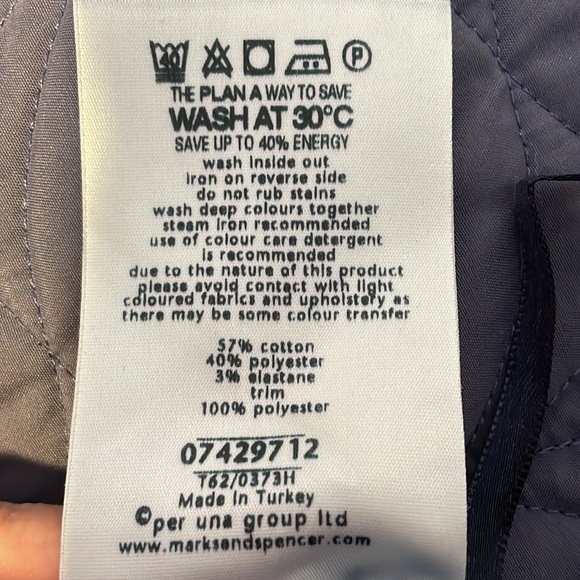 40 P
THE PLAN A WAY TO SAVE
WASH AT 30°C
SAVE UP TO 40% ENERGY
wash inside out
iron on reverse side
do not rub stains
wash deep colours together
steam iron recommended
use of colour care detergent
is recommended
due to the nature of this product
please avoid contact with light
coloured fabrics and upholstery as
there may be some colour transfer
57% cotton
40% polyester
3% elastane
trim
100% polyester
07429712
T62/0373H
Made in Turkey
©per una group ltd
www.marksandspencer.com